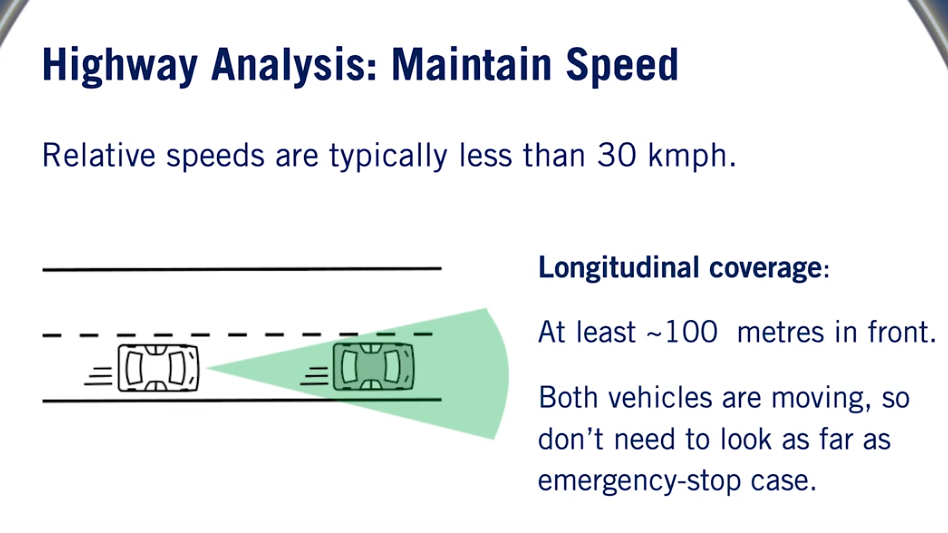 Highway Analysis: Maintain Speed
Relative speeds are typically less than 30 kmph.
Longitudinal coverage:
At least ~100 metres in front.
Both vehicles are moving, so
don't need to look as far as
emergency-stop case.